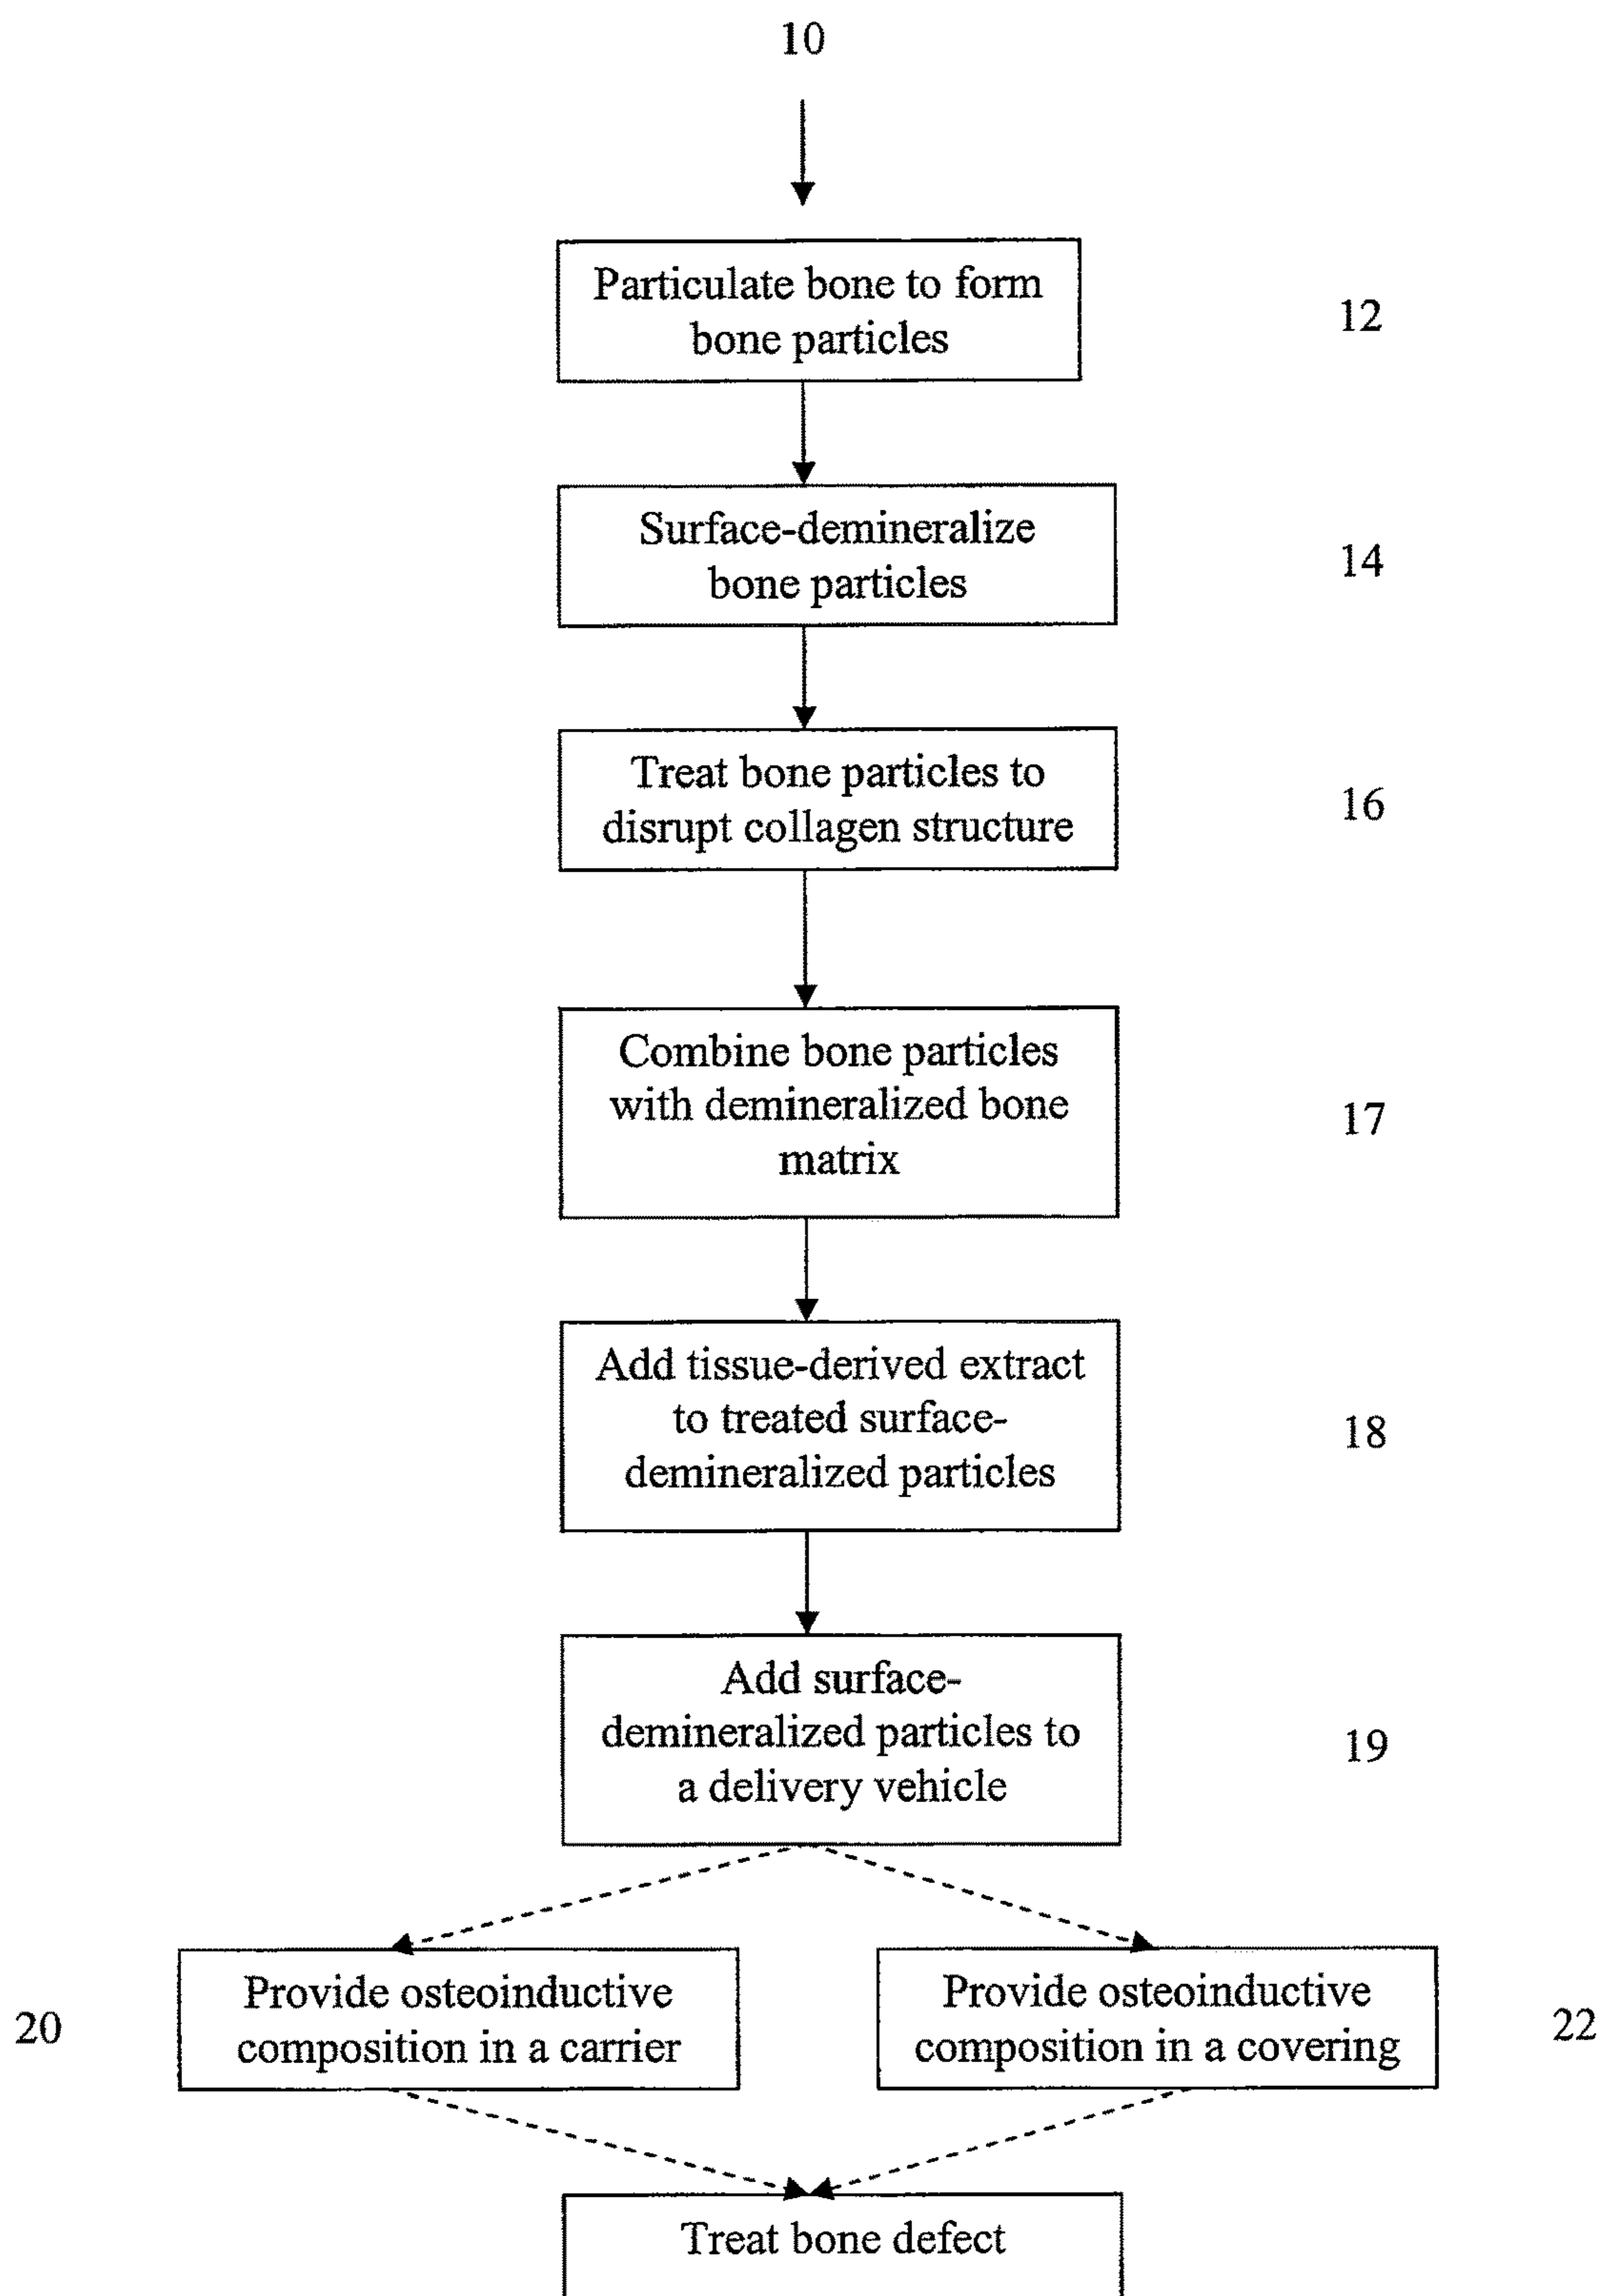 10
Particulate bone to form
bone particles
12
Surface-demineralize
bone particles
14
Treat bone particles to
disrupt collagen structure
16
Combine bone particles
with demineralized bone
matrix
17
Add tissue-derived extract
to treated surface-
demineralized particles
18
Add surface-
demineralized particles to
a delivery vehicle
19
20
Provide osteoinductive
composition in a carrier
Provide osteoinductive
composition in a covering
22
Treat bone defect